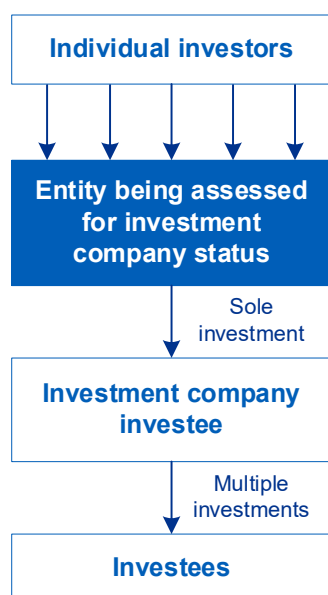 Individual investors
Entity being assessed
for investment
company status
Sole
investment
Investment company
investee
Multiple
investments
Investees